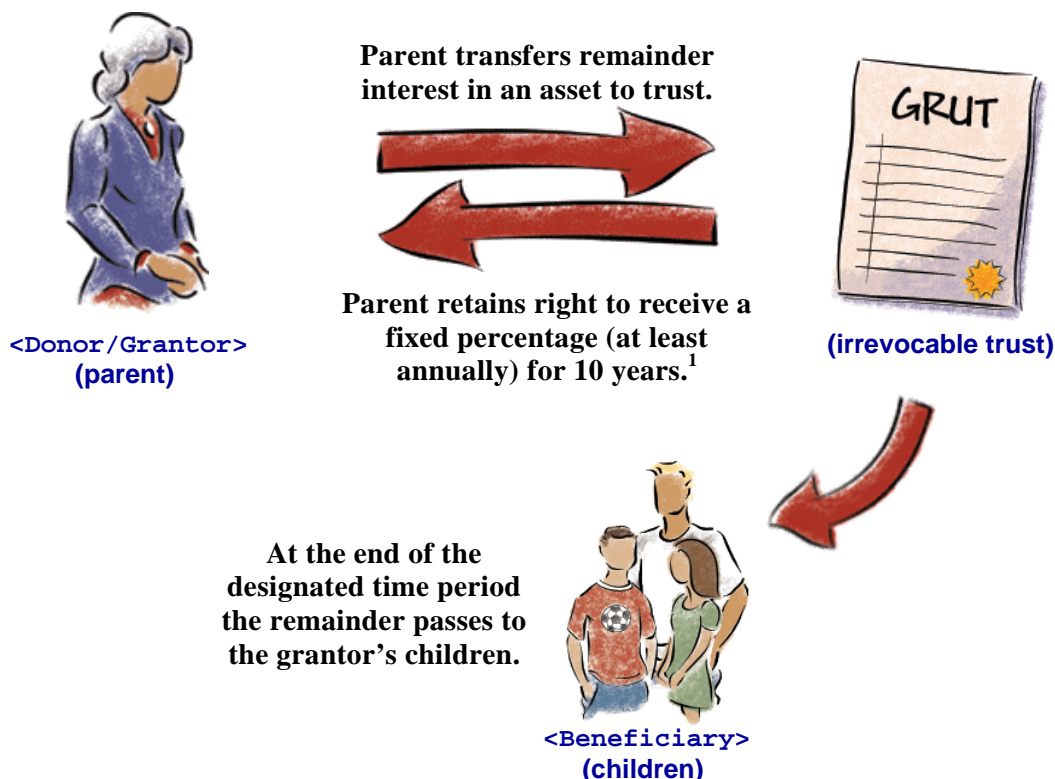 Parent transfers remainder
interest in an asset to trust.
GRUT
Parent retains right to receive a
fixed percentage (at least
annually) for 10 years.1
<Donor/Grantor>
(parent)
(irrevocable trust)
At the end of the
designated time period
the remainder passes to
the grantor’s children.
<Beneficiary>
(children)